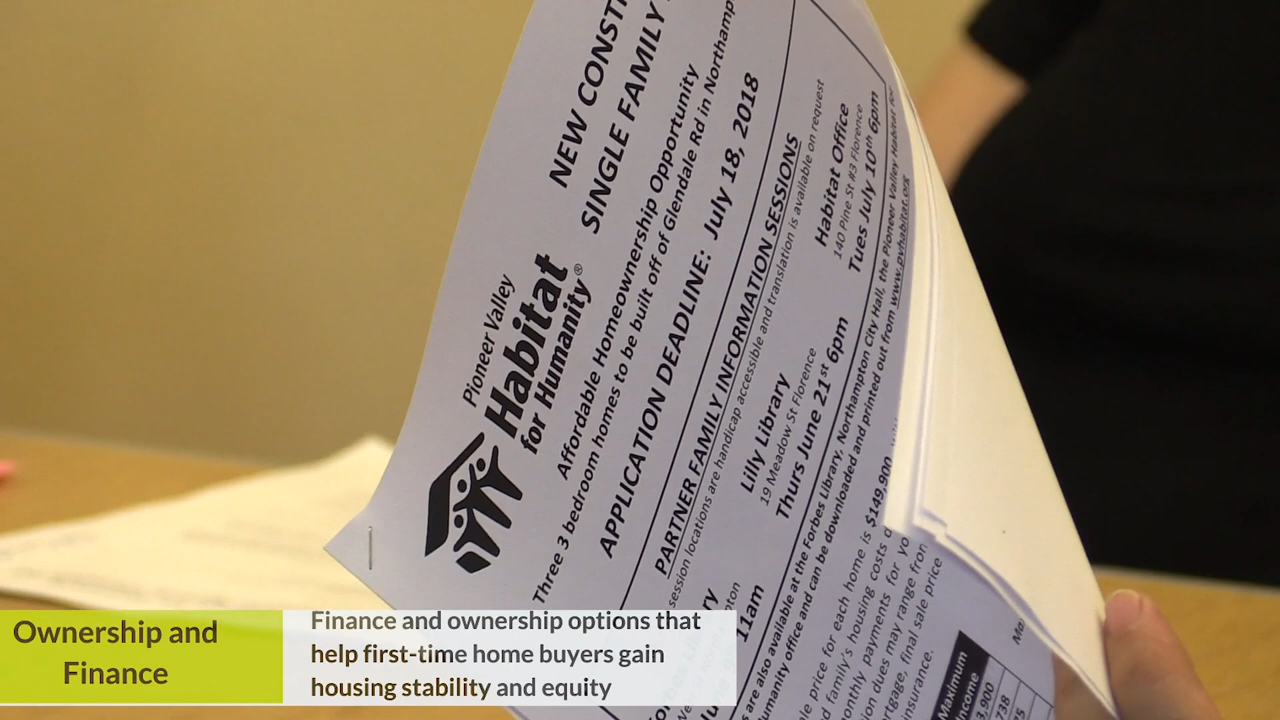 Pioneer Valley
Habitat
for Humanity®
NEW CONST
SINGLE FAMILY
Affordable Homeownership Opportunity
Three 3 bedroom homes to be built off of Glendale Rd in Northamp
APPLICATION DEADLINE: July 18, 2018
PARTNER FAMILY INFORMATION SESSIONS
session locations are handicap accessible and translation is available on request
Lilly Library
19 Meadow St Florence
Thurs June 21st 6pm
Habitat Office
140 Pine St #3 Florence
Tues July 10th 6pm
11am
are also available at the Forbes Library, Northampton City Hall, the Pioneer Valley Habitat for
umanity office and can be downloaded and printed out from www.pvhabitat.org
price for each home is $149,900
family's housing costs
onthly payments for yo
dues may range from
rtgage, final sale price
insurance.
Maximum
Income
Ownership and
Finance
Finance and ownership options that
help first-time home buyers gain
housing stability and equity